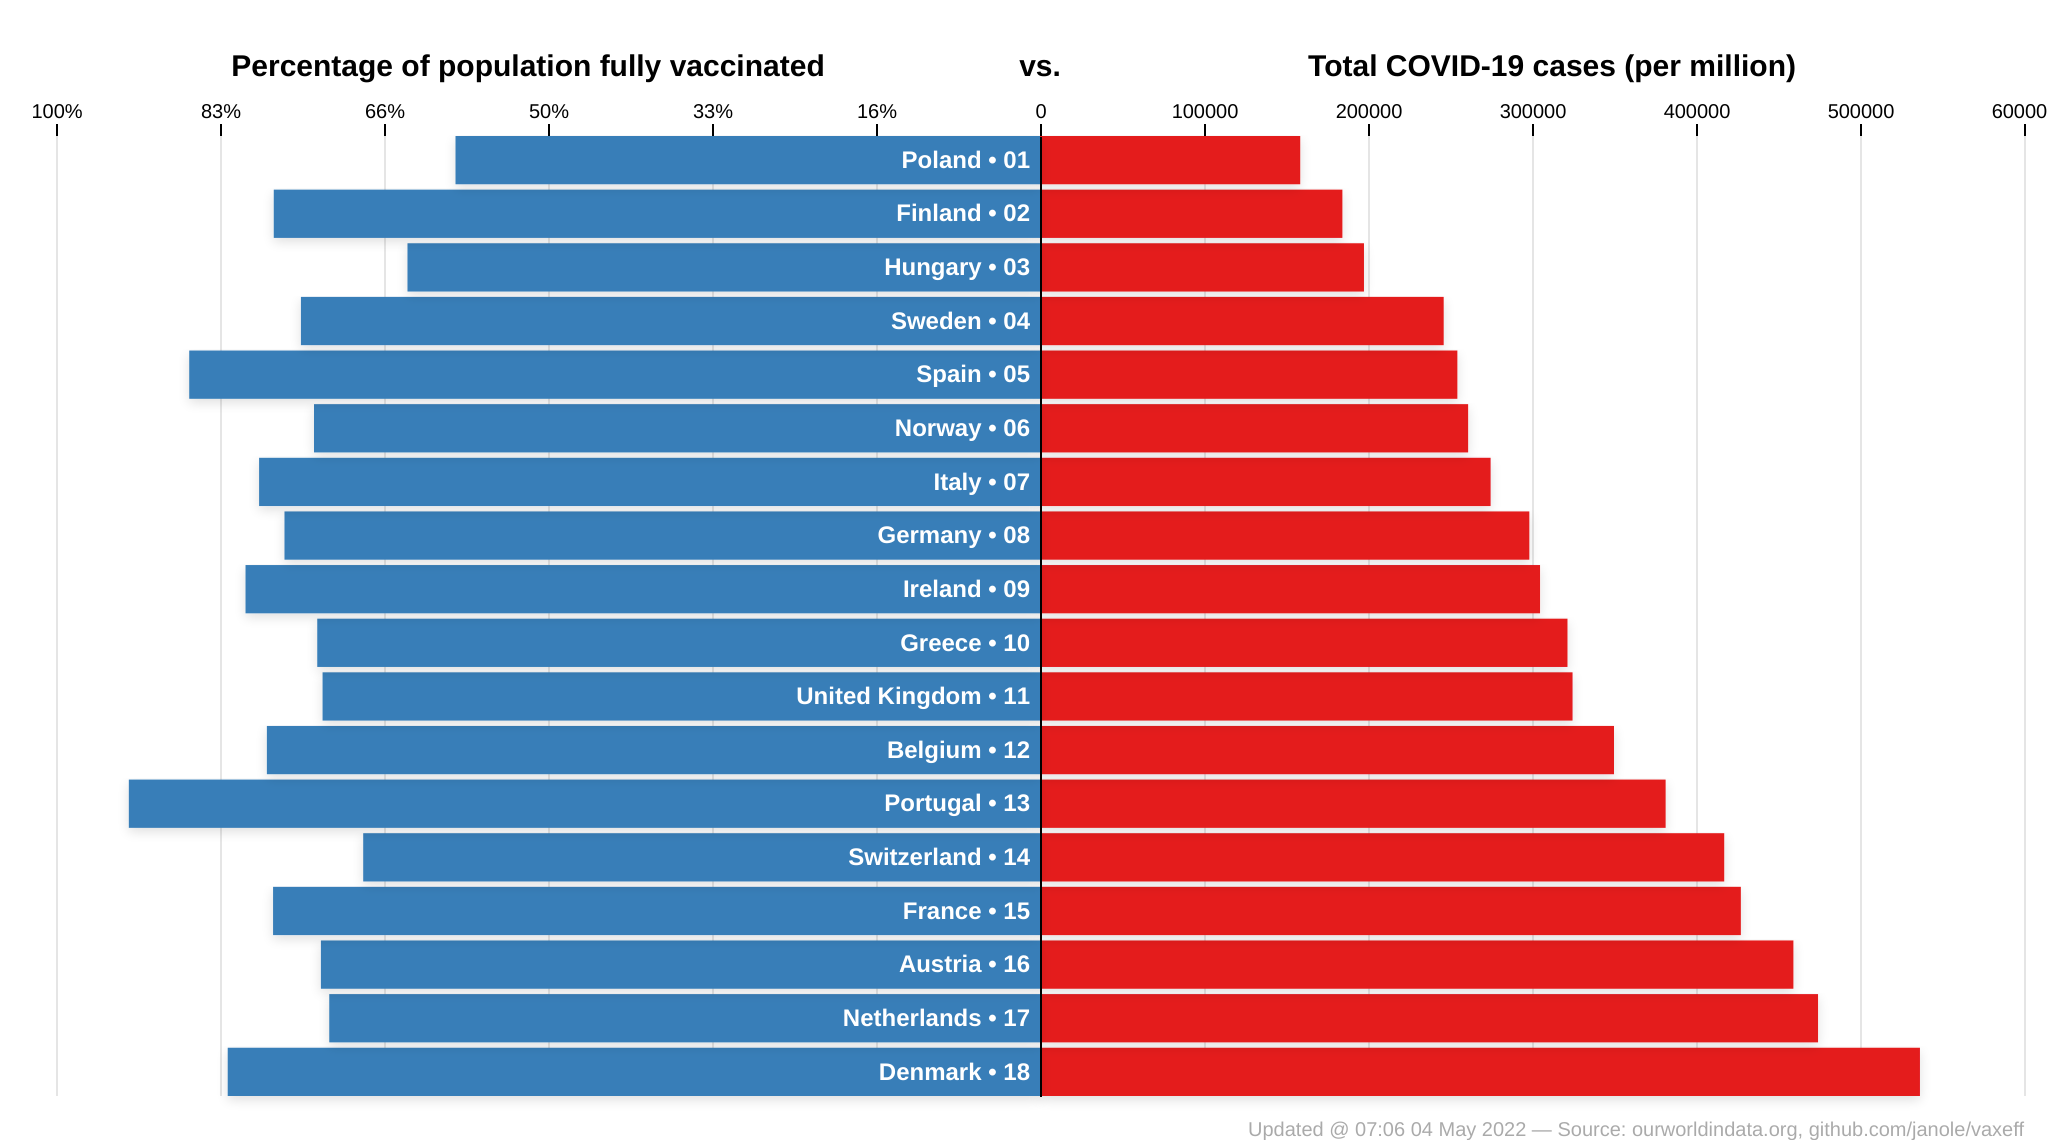 Percentage of population fully vaccinated vs. Total COVID-19 cases (per million)
100% 83% 66% 50% 33% 16% 0 100000 200000 300000 400000 500000 60000
Poland • 01
Finland • 02
Hungary • 03
Sweden • 04
Spain • 05
Norway • 06
Italy • 07
Germany • 08
Ireland • 09
Greece • 10
United Kingdom • 11
Belgium • 12
Portugal • 13
Switzerland • 14
France • 15
Austria • 16
Netherlands • 17
Denmark • 18
Updated @ 07:06 04 May 2022 — Source: ourworldindata.org, github.com/janole/vaxeff